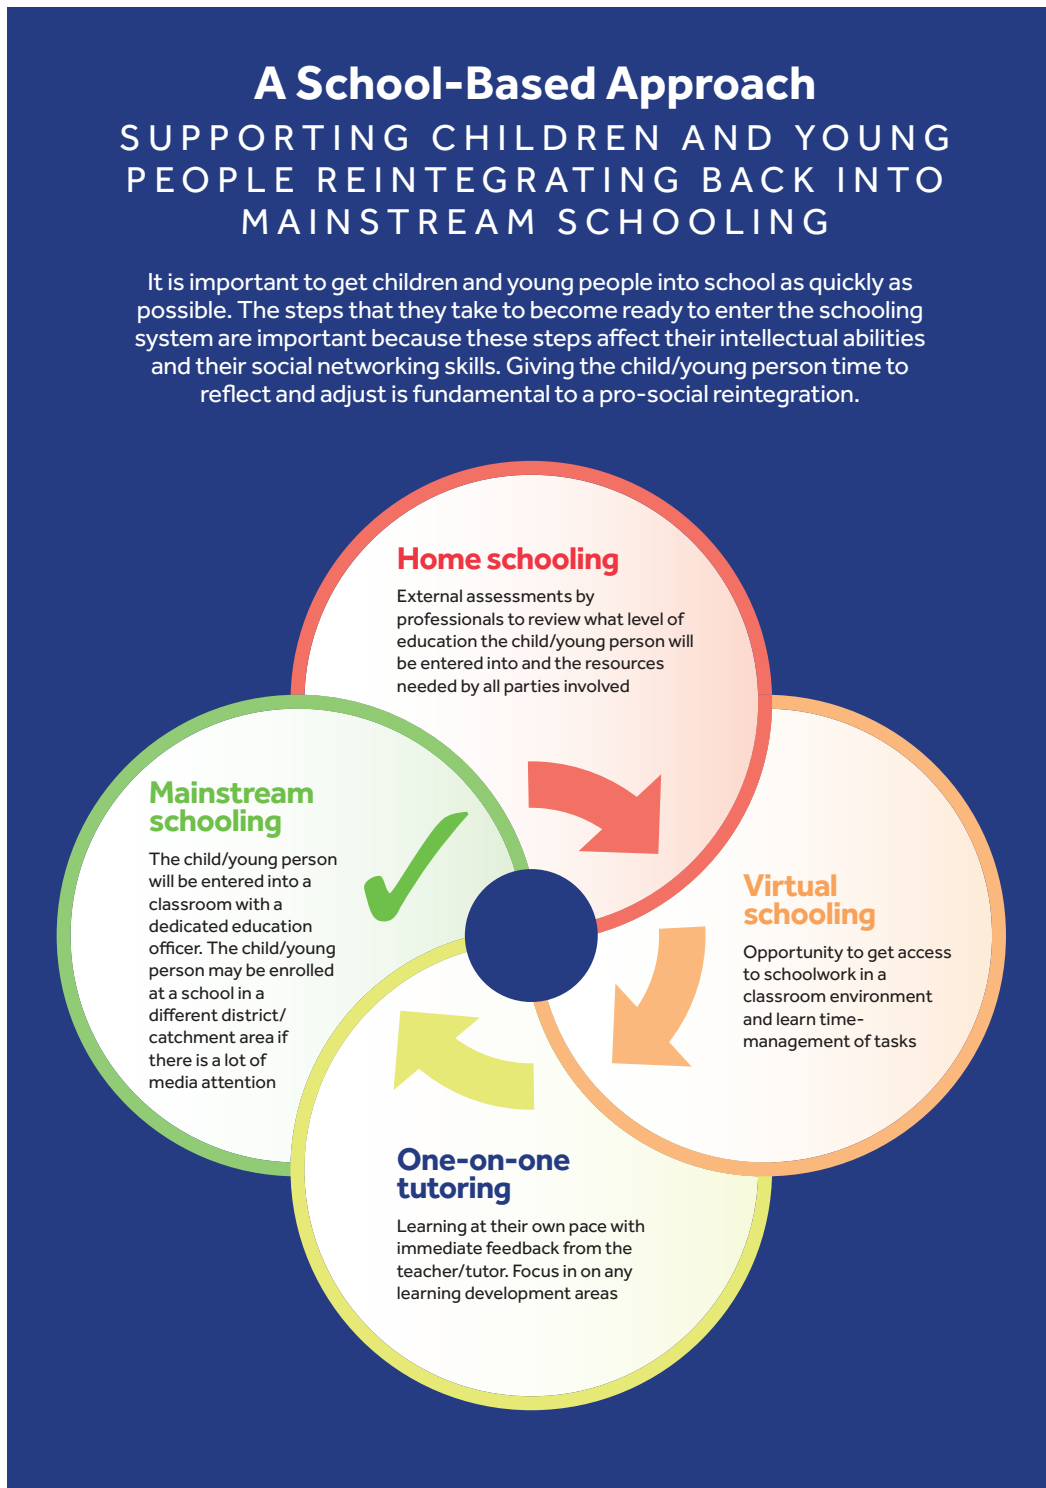 A School-Based Approach
SUPPORTING CHILDREN AND YOUNG
PEOPLE REINTEGRATING BACK INTO
MAINSTREAM SCHOOLING
It is important to get children and young people into school as quickly as
possible. The steps that they take to become ready to enter the schooling
system are important because these steps affect their intellectual abilities
and their social networking skills. Giving the child/young person time to
reflect and adjust is fundamental to a pro-social reintegration.
Home schooling
External assessments by
professionals to review what level of
education the child/young person will
be entered into and the resources
needed by all parties involved
Virtual
schooling
Opportunity to get access
to schoolwork in a
classroom environment
and learn time-
management of tasks
One-on-one
tutoring
Learning at their own pace with
immediate feedback from the
teacher/tutor. Focus in on any
learning development areas
Mainstream
schooling
The child/young person
will be entered into a
classroom with a
dedicated education
officer. The child/young
person may be enrolled
at a school in a
different district/
catchment area if
there is a lot of
media attention